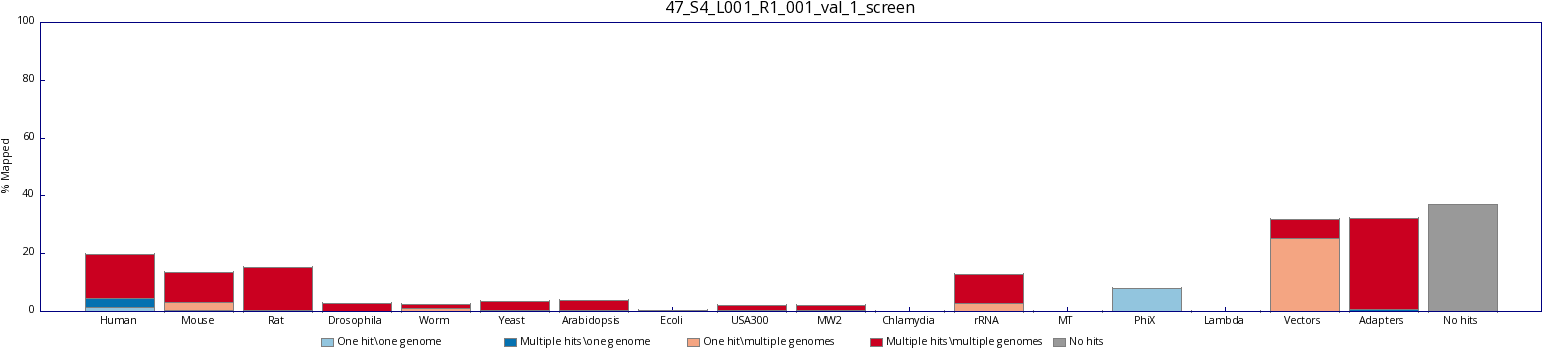 47_S4_L001_R1_001_val_1_screen
100
80
60
40
20
0
% Mapped
Human Mouse Rat Drosophila Worm Yeast Arabidopsis Ecoli USA300 MW2 Chlamydia rRNA MT PhiX Lambda Vectors Adapters No hits
One hit\one genome Multiple hits\one genome One hit\multiple genomes Multiple hits\multiple genomes No hits